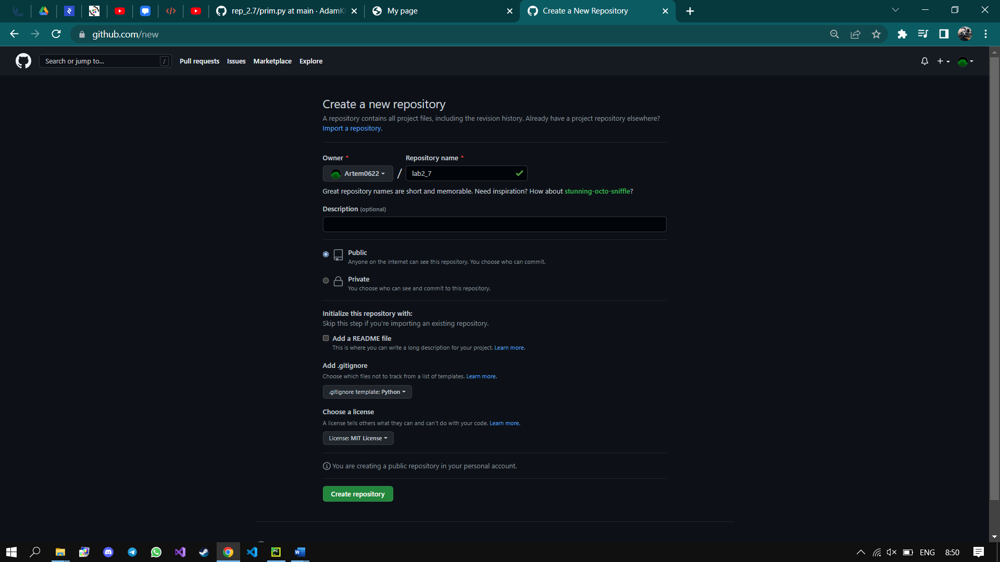 rep_2.7/prim.py at main · AdamK
My page
Create a New Repository
github.com/new
Search or jump to...
/
Pull requests
Issues
Marketplace
Explore
Create a new repository
A repository contains all project files, including the revision history. Already have a project repository elsewhere?
Import a repository.
Owner *
Repository name *
Artem0622
/
lab2_7
Great repository names are short and memorable. Need inspiration? How about stunning-octo-sniffle?
Description (optional)
Public
Anyone on the internet can see this repository. You choose who can commit.
Private
You choose who can see and commit to this repository.
Initialize this repository with:
Skip this step if you’re importing an existing repository.
Add a README file
This is where you can write a long description for your project. Learn more.
Add .gitignore
Choose which files not to track from a list of templates. Learn more.
.gitignore template: Python
Choose a license
A license tells others what they can and can't do with your code. Learn more.
License: MIT License
You are creating a public repository in your personal account.
Create repository
ENG
8:50